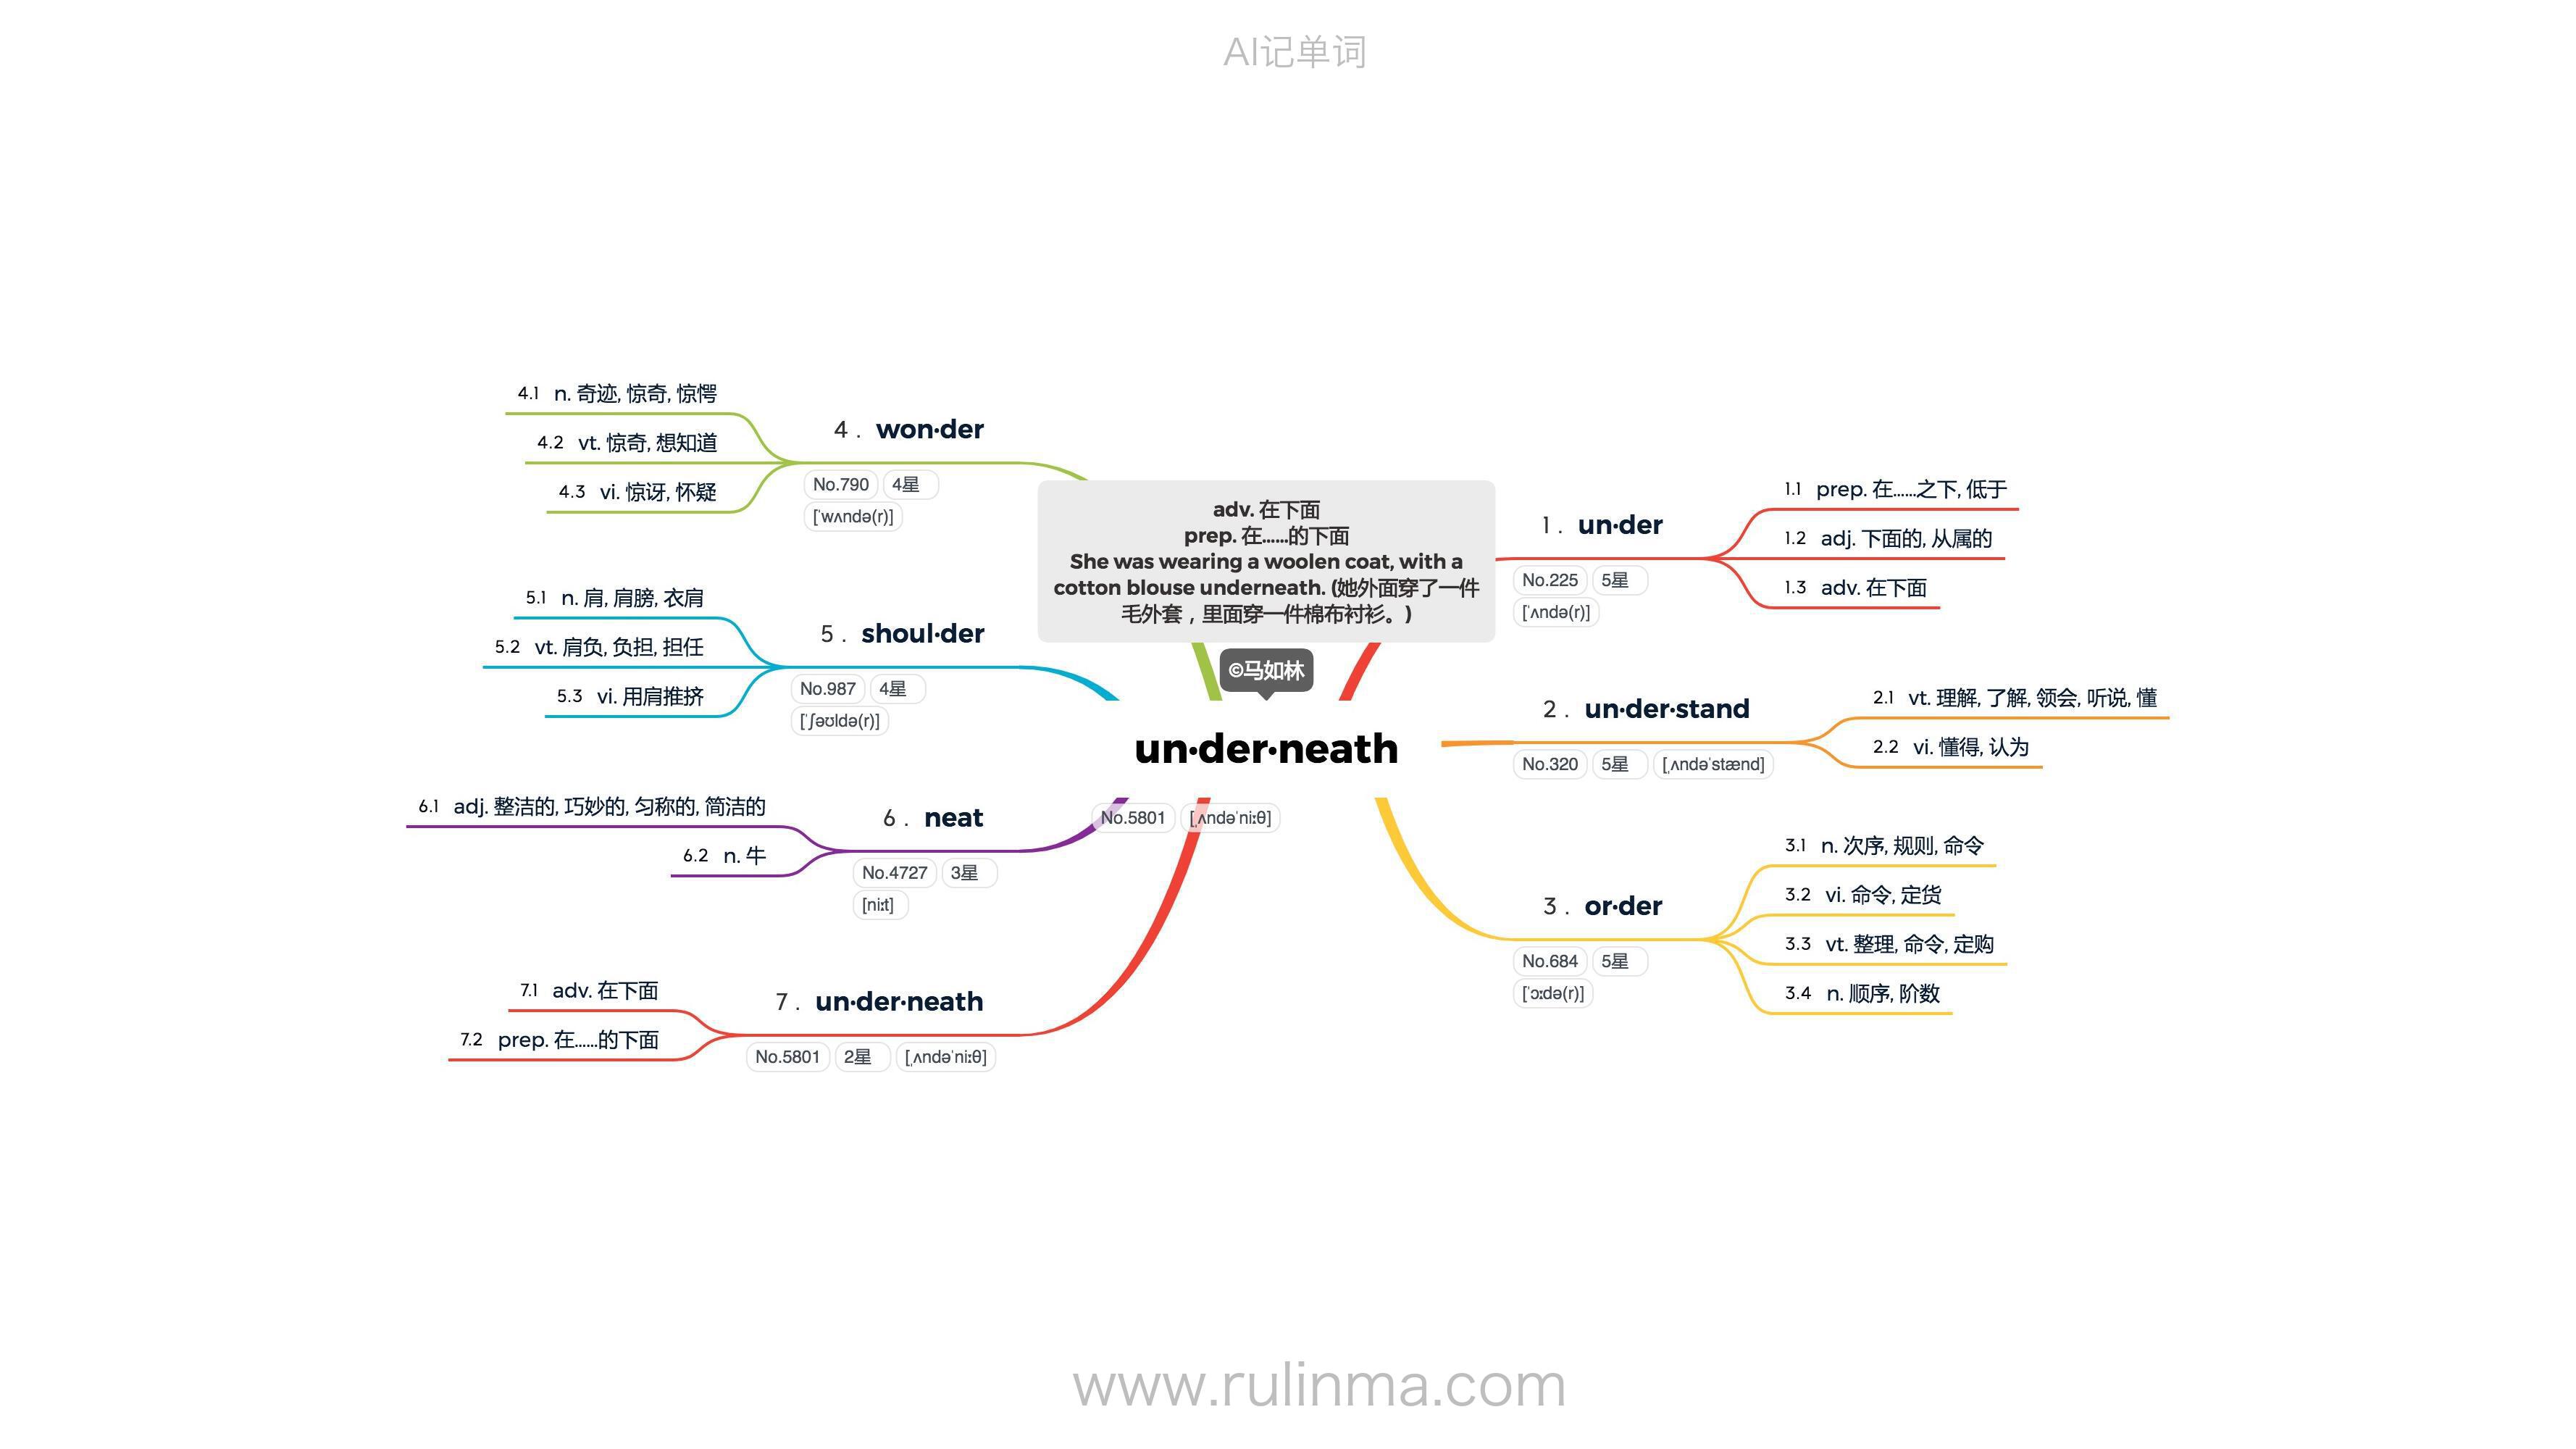 AI记单词
adv. 在下面
prep. 在……的下面
She was wearing a woolen coat, with a
cotton blouse underneath. (她外面穿了一件
毛外套，里面穿一件棉布衬衫。)
©马如林
un·der·neath
No.5801 [ˌʌndəˈniːθ]
1. un·der
No.225 5星
[ˈʌndə(r)]
1.1 prep. 在……之下, 低于
1.2 adj. 下面的, 从属的
1.3 adv. 在下面
2. un·der·stand
No.320 5星 [ˌʌndəˈstænd]
2.1 vt. 理解, 了解, 领会, 听说, 懂
2.2 vi. 懂得, 认为
3. or·der
No.684 5星
[ˈɔːdə(r)]
3.1 n. 次序, 规则, 命令
3.2 vi. 命令, 定货
3.3 vt. 整理, 命令, 定购
3.4 n. 顺序, 阶数
4. won·der
No.790 4星
[ˈwʌndə(r)]
4.1 n. 奇迹, 惊奇, 惊愕
4.2 vt. 惊奇, 想知道
4.3 vi. 惊讶, 怀疑
5. shoul·der
No.987 4星
[ˈʃəʊldə(r)]
5.1 n. 肩, 肩膀, 衣肩
5.2 vt. 肩负, 负担, 担任
5.3 vi. 用肩推挤
6. neat
No.4727 3星
[niːt]
6.1 adj. 整洁的, 巧妙的, 匀称的, 简洁的
6.2 n. 牛
7. un·der·neath
No.5801 2星 [ˌʌndəˈniːθ]
7.1 adv. 在下面
7.2 prep. 在……的下面
www.rulinma.com